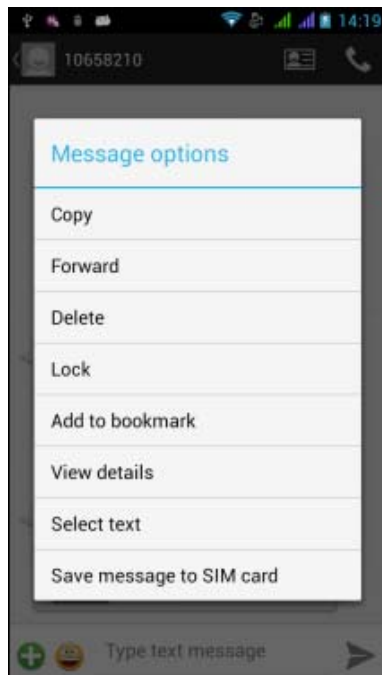 14:19
10658210
Message options
Copy
Forward
Delete
Lock
Add to bookmark
View details
Select text
Save message to SIM card
Type text message